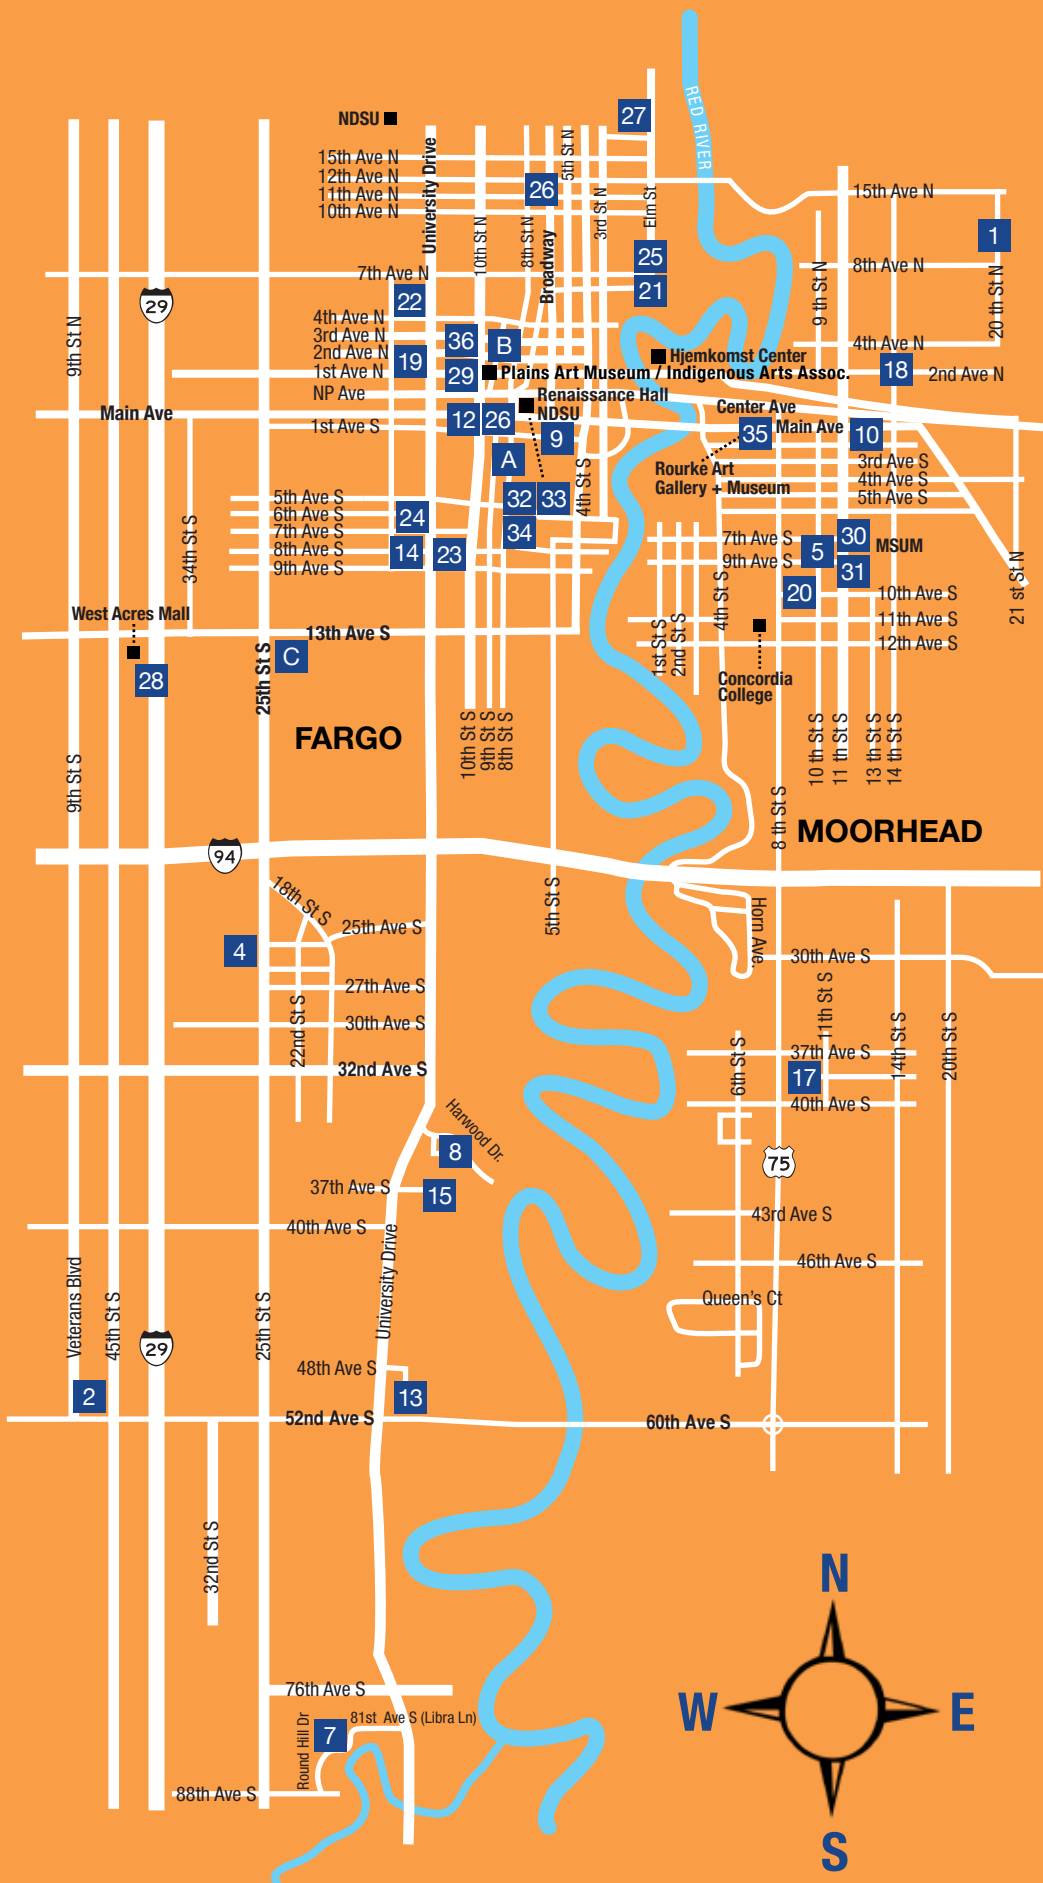 RED RIVER
27
NDSU
15th Ave N
12th Ave N
11th Ave N
10th Ave N
University Drive
10th St N
8th St N
26
Broadway
5th St N
3rd St N
Elm St
15th Ave N
1
8th Ave N
9 th St N
20 th St N
4th Ave N
18
2nd Ave N
25
21
7th Ave N
22
29
9th St N
4th Ave N
3rd Ave N
2nd Ave N
1st Ave N
NP Ave
19
36
B
29
Hjemkomst Center
Plains Art Museum / Indigenous Arts Assoc.
Renaissance Hall
NDSU
Main Ave
1st Ave S
12
26
9
A
Center Ave
35
Main Ave
10
Rourke Art
Gallery + Museum
3rd Ave S
4th Ave S
5th Ave S
32
33
34
4th St S
5th Ave S
6th Ave S
7th Ave S
8th Ave S
9th Ave S
24
14
23
34th St S
7th Ave S
9th Ave S
5
30
31
MSUM
20
10th Ave S
11th Ave S
12th Ave S
21 st St N
4th St S
1st St S
2nd St S
West Acres Mall
28
13th Ave S
C
25th St S
Concordia
College
FARGO
10th St S
9th St S
8th St S
10 th St S
11 th St S
13 th St S
14 th St S
9th St S
8 th St S
MOORHEAD
94
18th St S
25th Ave S
4
27th Ave S
30th Ave S
22nd St S
32nd Ave S
5th St S
Horn Ave.
30th Ave S
11th St S
6th St S
37th Ave S
17
40th Ave S
14th St S
20th St S
Harwood Dr.
8
37th Ave S
15
40th Ave S
75
43rd Ave S
46th Ave S
Queen's Ct
University Drive
Veterans Blvd
45th St S
29
25th St S
48th Ave S
13
2
52nd Ave S
60th Ave S
32nd St S
76th Ave S
81st Ave S (Libra Ln)
7
Round Hill Dr
88th Ave S
N
W
E
S